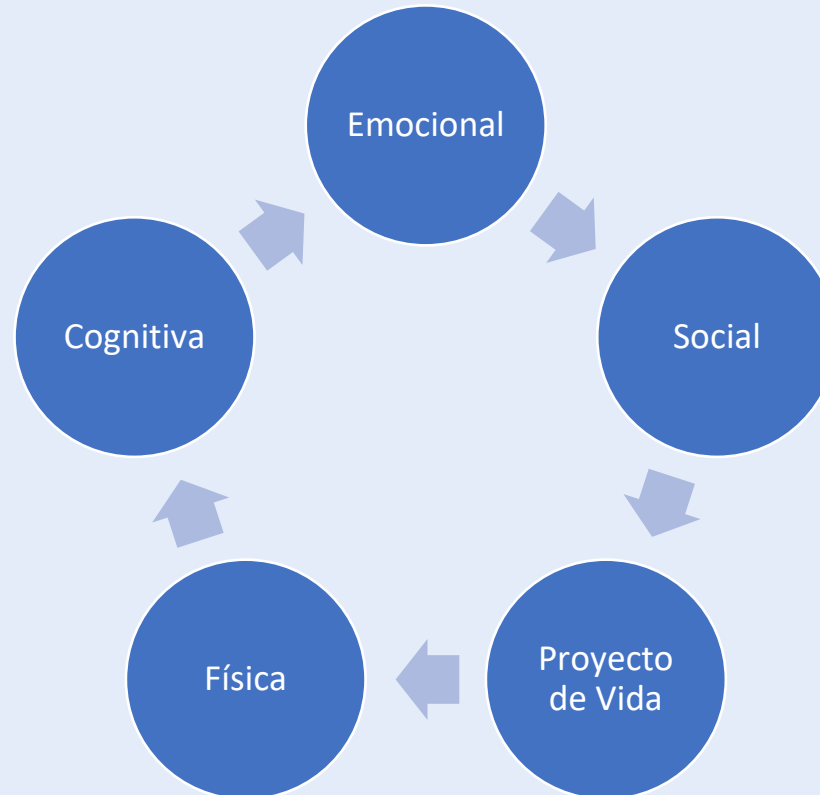 Emocional
Social
Proyecto
de Vida
Física
Cognitiva